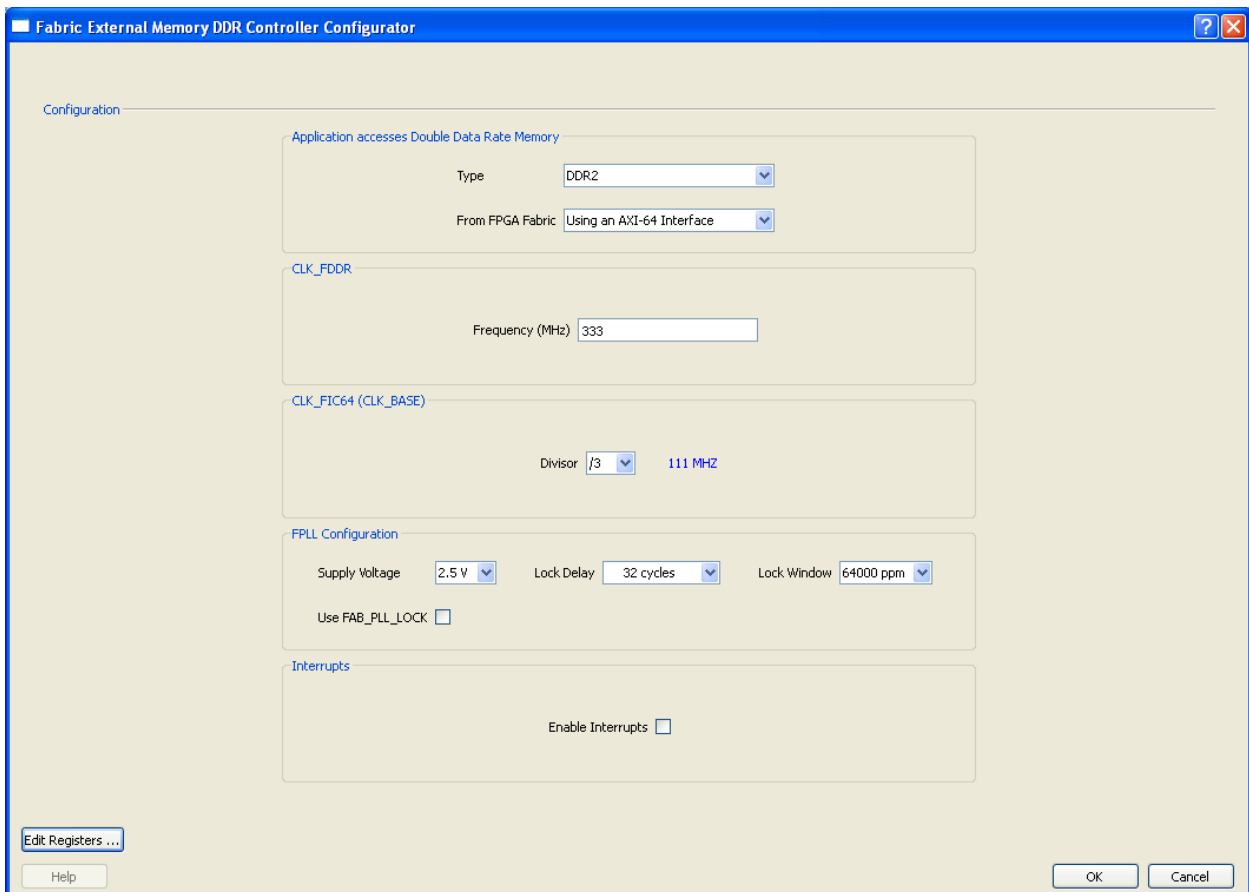 Fabric External Memory DDR Controller Configurator
Configuration
Application accesses Double Data Rate Memory
Type DDR2
From FPGA Fabric Using an AXI-64 Interface
CLK_FDDR
Frequency (MHz) 333
CLK_FIC64 (CLK_BASE)
Divisor /3 111 MHZ
FPLL Configuration
Supply Voltage 2.5 V Lock Delay 32 cycles Lock Window 64000 ppm
Use FAB_PLL_LOCK
Interrupts
Enable Interrupts
Edit Registers ...
Help OK Cancel